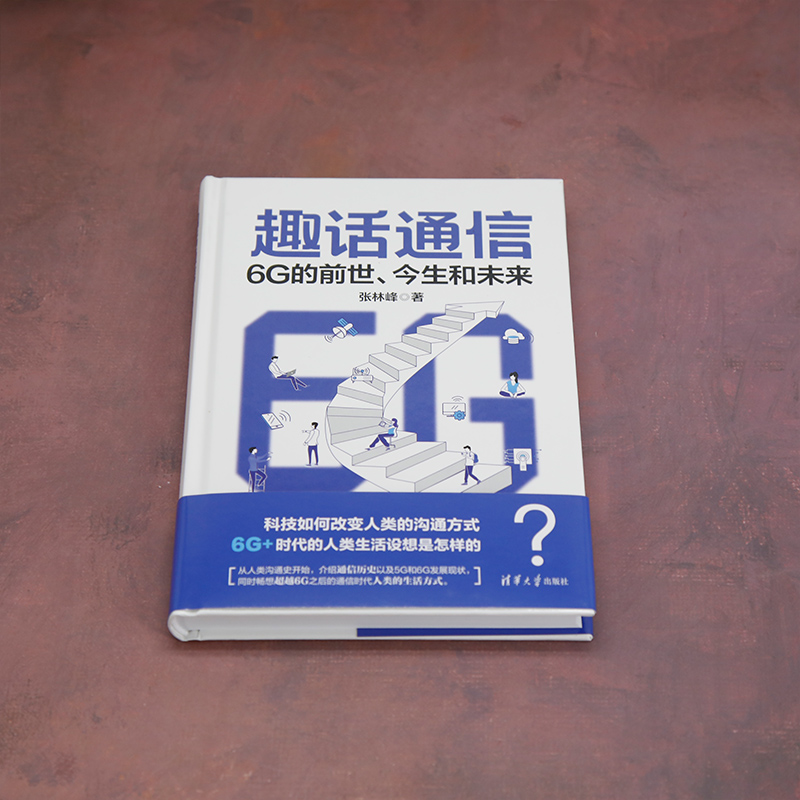 趣话通信
6G的前世、今生和未来
张林峰◎著
6G
科技如何改变人类的沟通方式
6G+时代的人类生活设想是怎样的
?
从人类沟通史开始，介绍通信历史以及5G和6G发展现状，
同时畅想超越6G之后的通信时代人类的生活方式。
清华大学出版社